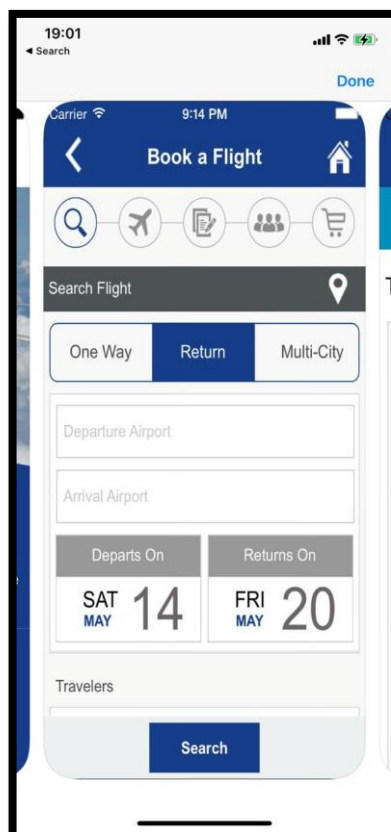 19:01
Search
Done
Carrier 9:14 PM
Book a Flight
Search Flight
One Way Return Multi-City
Departure Airport
Arrival Airport
Departs On Returns On
SAT MAY 14 FRI MAY 20
Travelers
Search